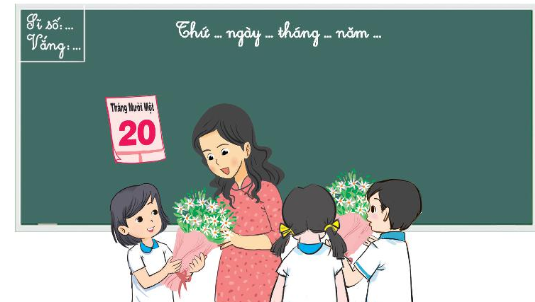 Sĩ số: ...
Vắng: ...
Thứ ... ngày ... tháng ... năm ...
Tháng Mười Một
20